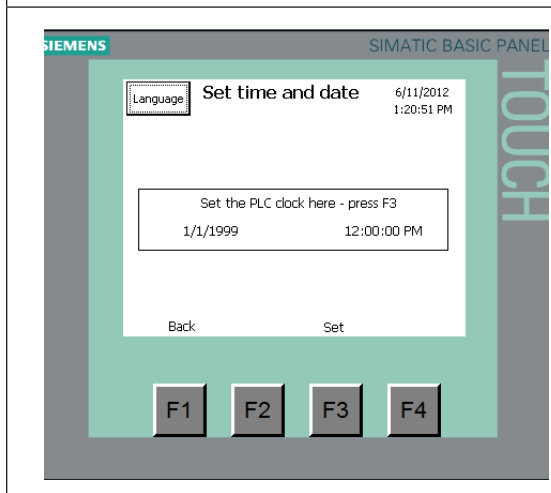 SIEMENS
SIMATIC BASIC PANEL
TOUCH
Language
Set time and date
6/11/2012
1:20:51 PM
Set the PLC clock here - press F3
1/1/1999 12:00:00 PM
Back Set
F1 F2 F3 F4